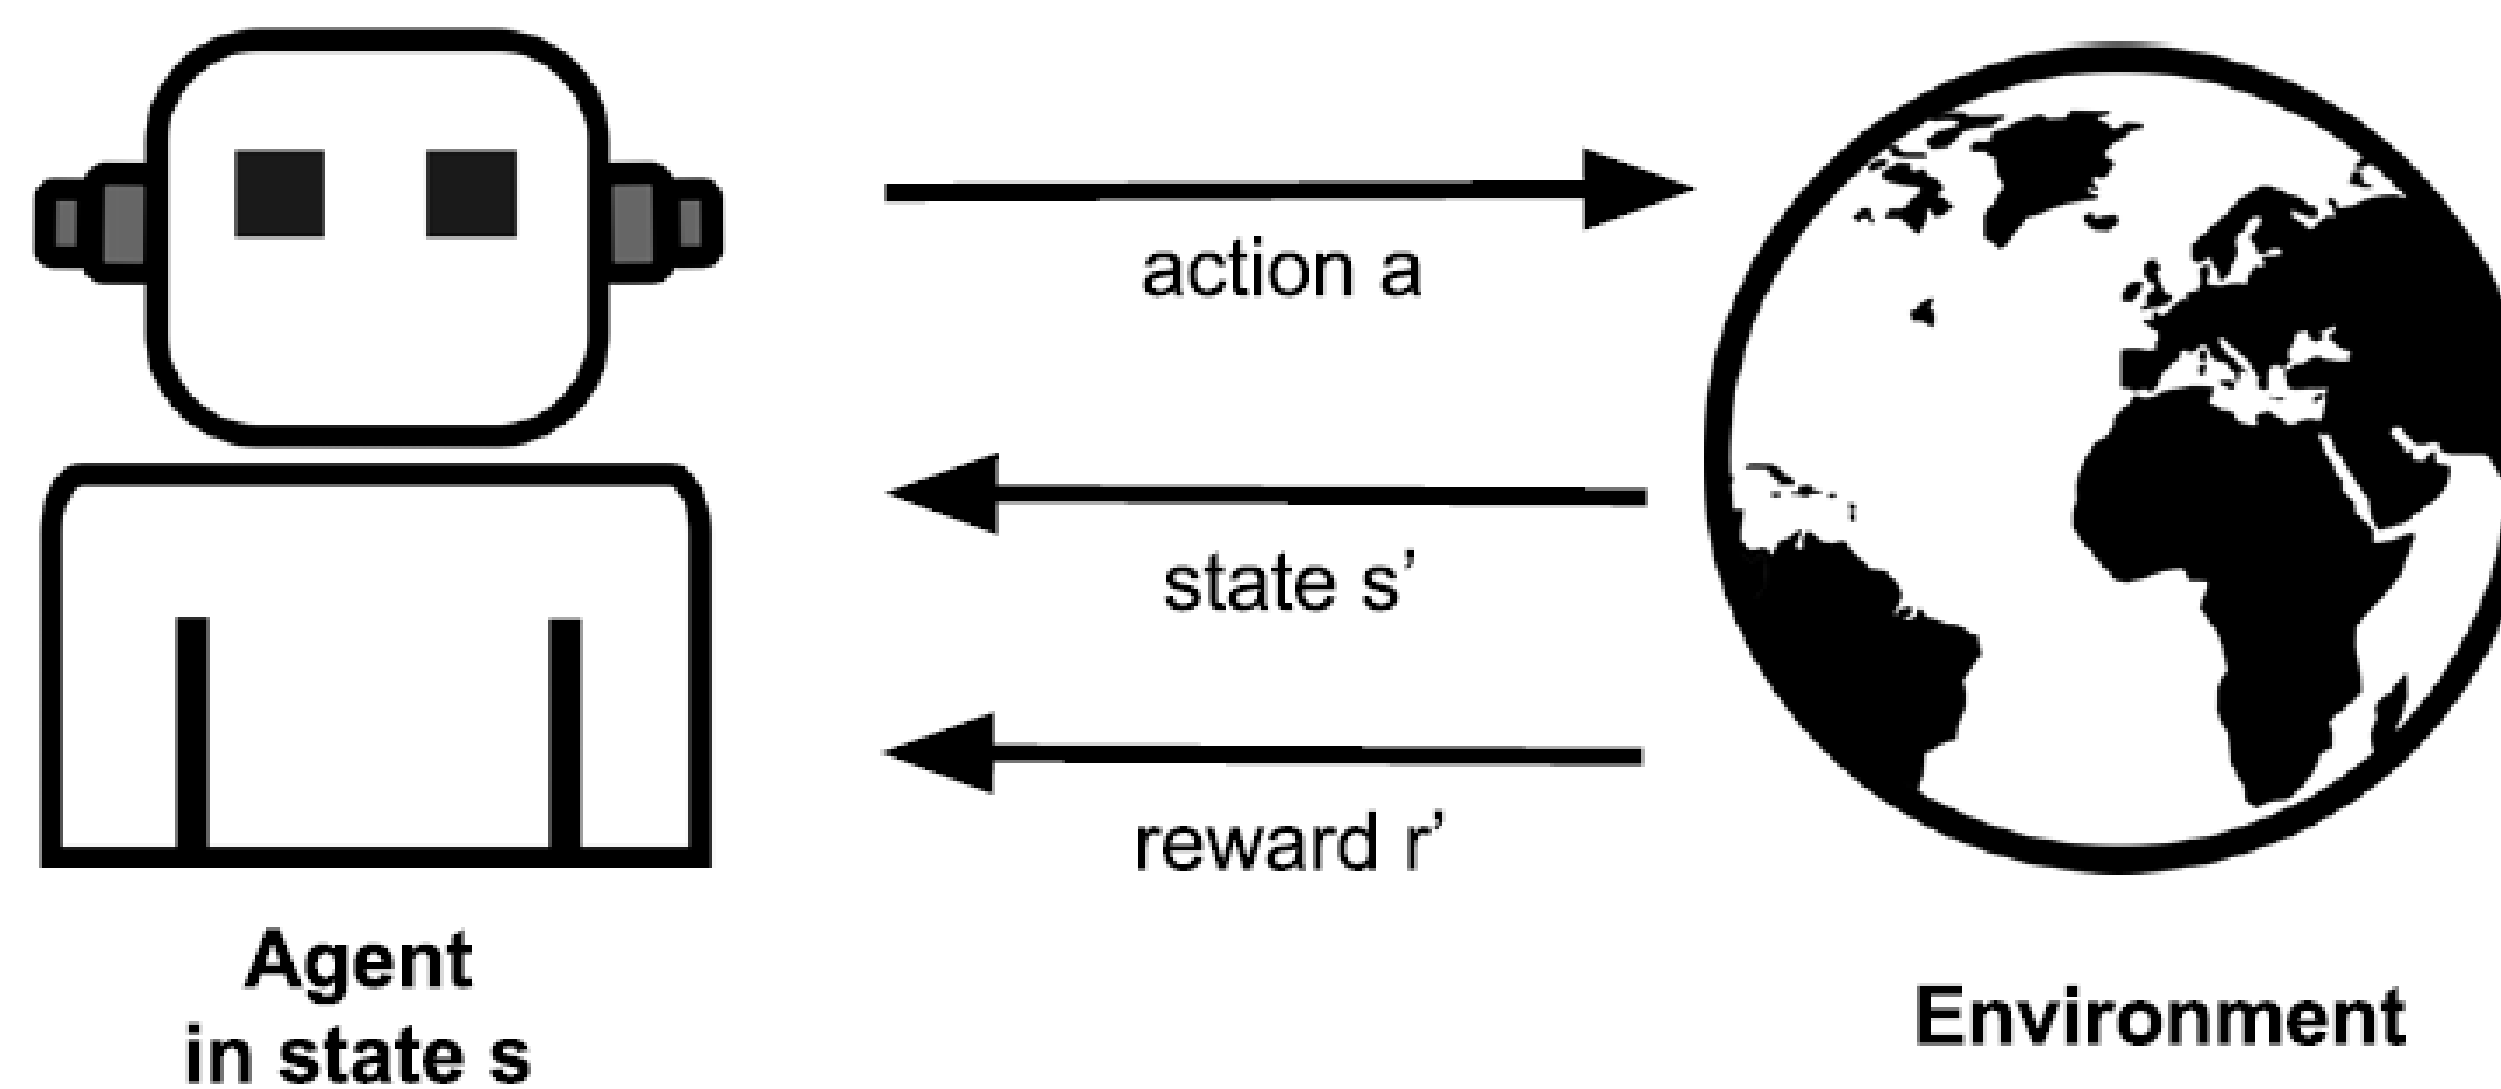 action a
state s’
reward r’
Agent
in state s
Environment